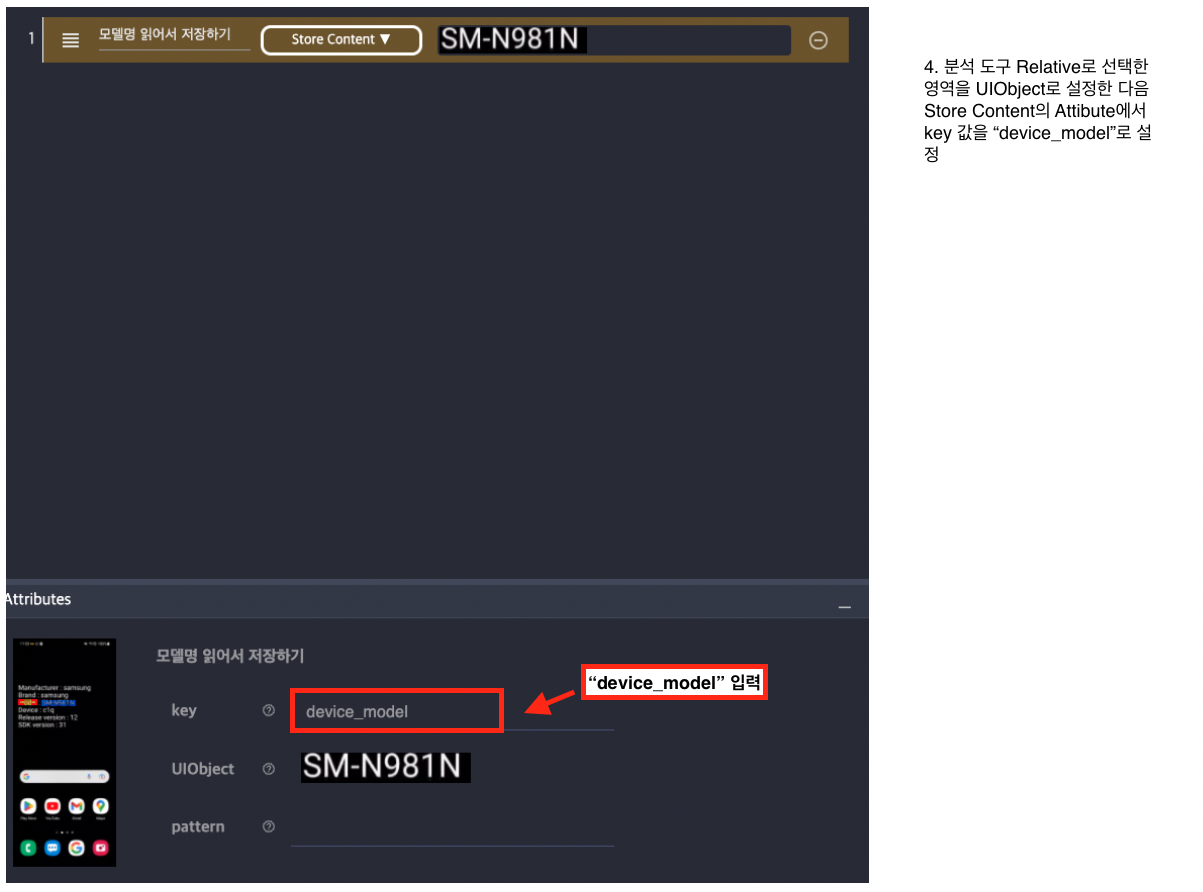 1
모델명 읽어서 저장하기
Store Content ▼
SM-N981N
4. 분석 도구 Relative로 선택한
영역을 UIObject로 설정한 다음
Store Content의 Attibute에서
key 값을 “device_model”로 설
정
Attributes
Manufacturer : samsung
Brand : samsung
SM-N981N
Device : c1q
Release version : 12
SDK version : 31
모델명 읽어서 저장하기
key
device_model
“device_model” 입력
UIObject
SM-N981N
pattern